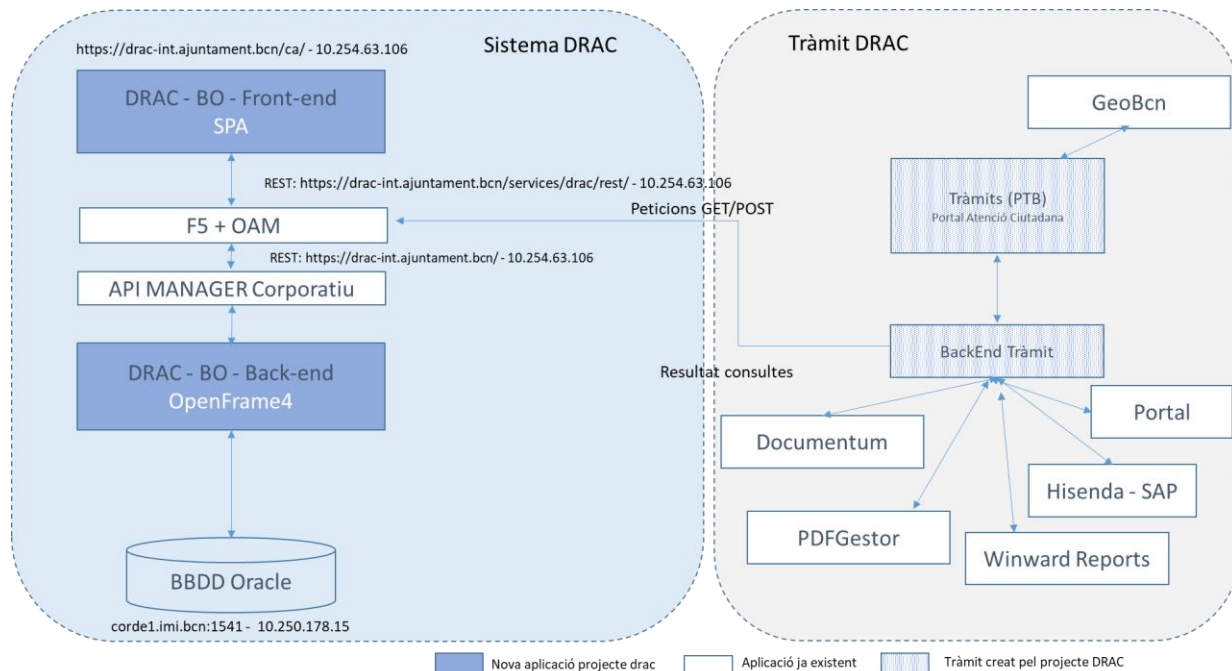 Sistema DRAC
https://drac-int.ajuntament.bcn/ca/ - 10.254.63.106
DRAC - BO - Front-end
SPA
REST: https://drac-int.ajuntament.bcn/services/drac/rest/ - 10.254.63.106
Peticions GET/POST
F5 + OAM
REST: https://drac-int.ajuntament.bcn/ - 10.254.63.106
API MANAGER Corporatiu
DRAC - BO - Back-end
OpenFrame4
Resultat consultes
BBDD Oracle
corde1.imi.bcn:1541 - 10.250.178.15
Tràmit DRAC
GeoBcn
Tràmits (PTB)
Portal Atenció Ciutadana
BackEnd Tràmit
Portal
Documentum
Hisenda - SAP
PDFGestor
Winward Reports
Nova aplicació projecte drac
Aplicació ja existent
Tràmit creat pel projecte DRAC